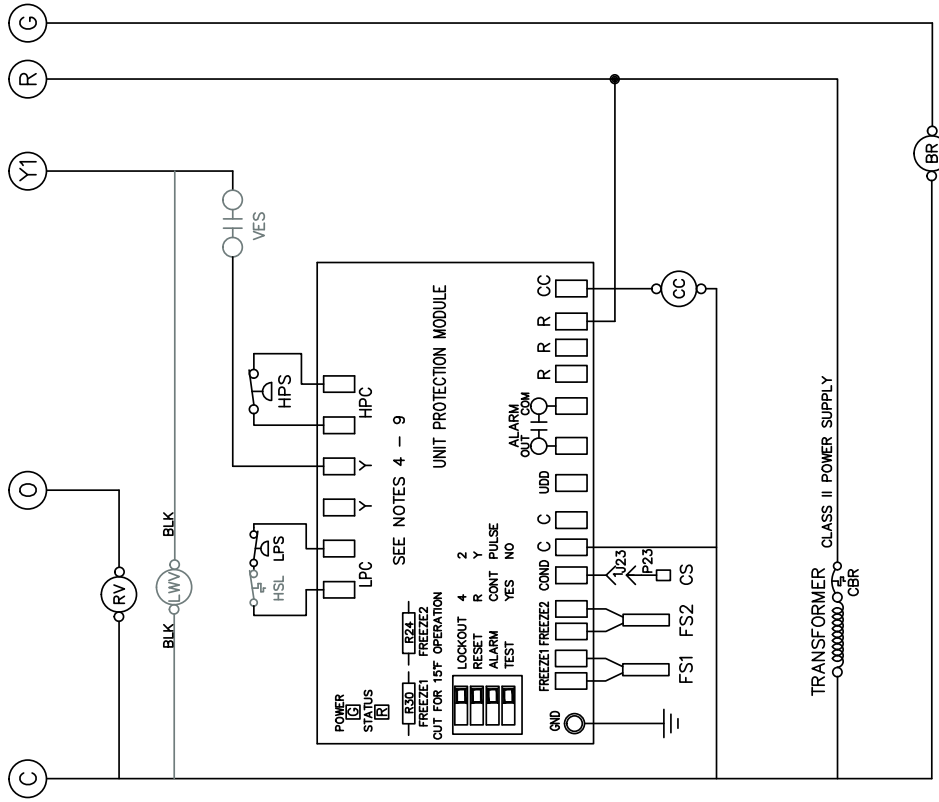 G
R
Y1
O
C
BLK
BLK
RV
LWV
VES
HPS
LPS
HSL
HPC
Y
Y
LPC
SEE NOTES 4 - 9
UNIT PROTECTION MODULE
POWER
G
STATUS
R
R30
R24
FREEZE1
FREEZE2
CUT FOR 15°F OPERATION
LOCKOUT 4 2
RESET R Y
ALARM CONT PULSE
TEST YES NO
GND
FREEZE1
FREEZE2
COND
C
C
UDD
ALARM
OUT
COM
R
R
R
CC
FS1
FS2
CS
J23
P23
CC
TRANSFORMER
CBR
CLASS II POWER SUPPLY
BR